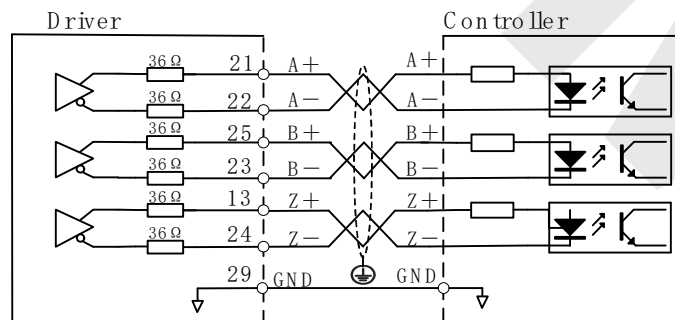 Driver Controller
36Ω 21 A+ A+
36Ω 22 A− A−
36Ω 25 B+ B+
36Ω 23 B− B−
36Ω 13 Z+ Z+
36Ω 24 Z− Z−
29 GND GND